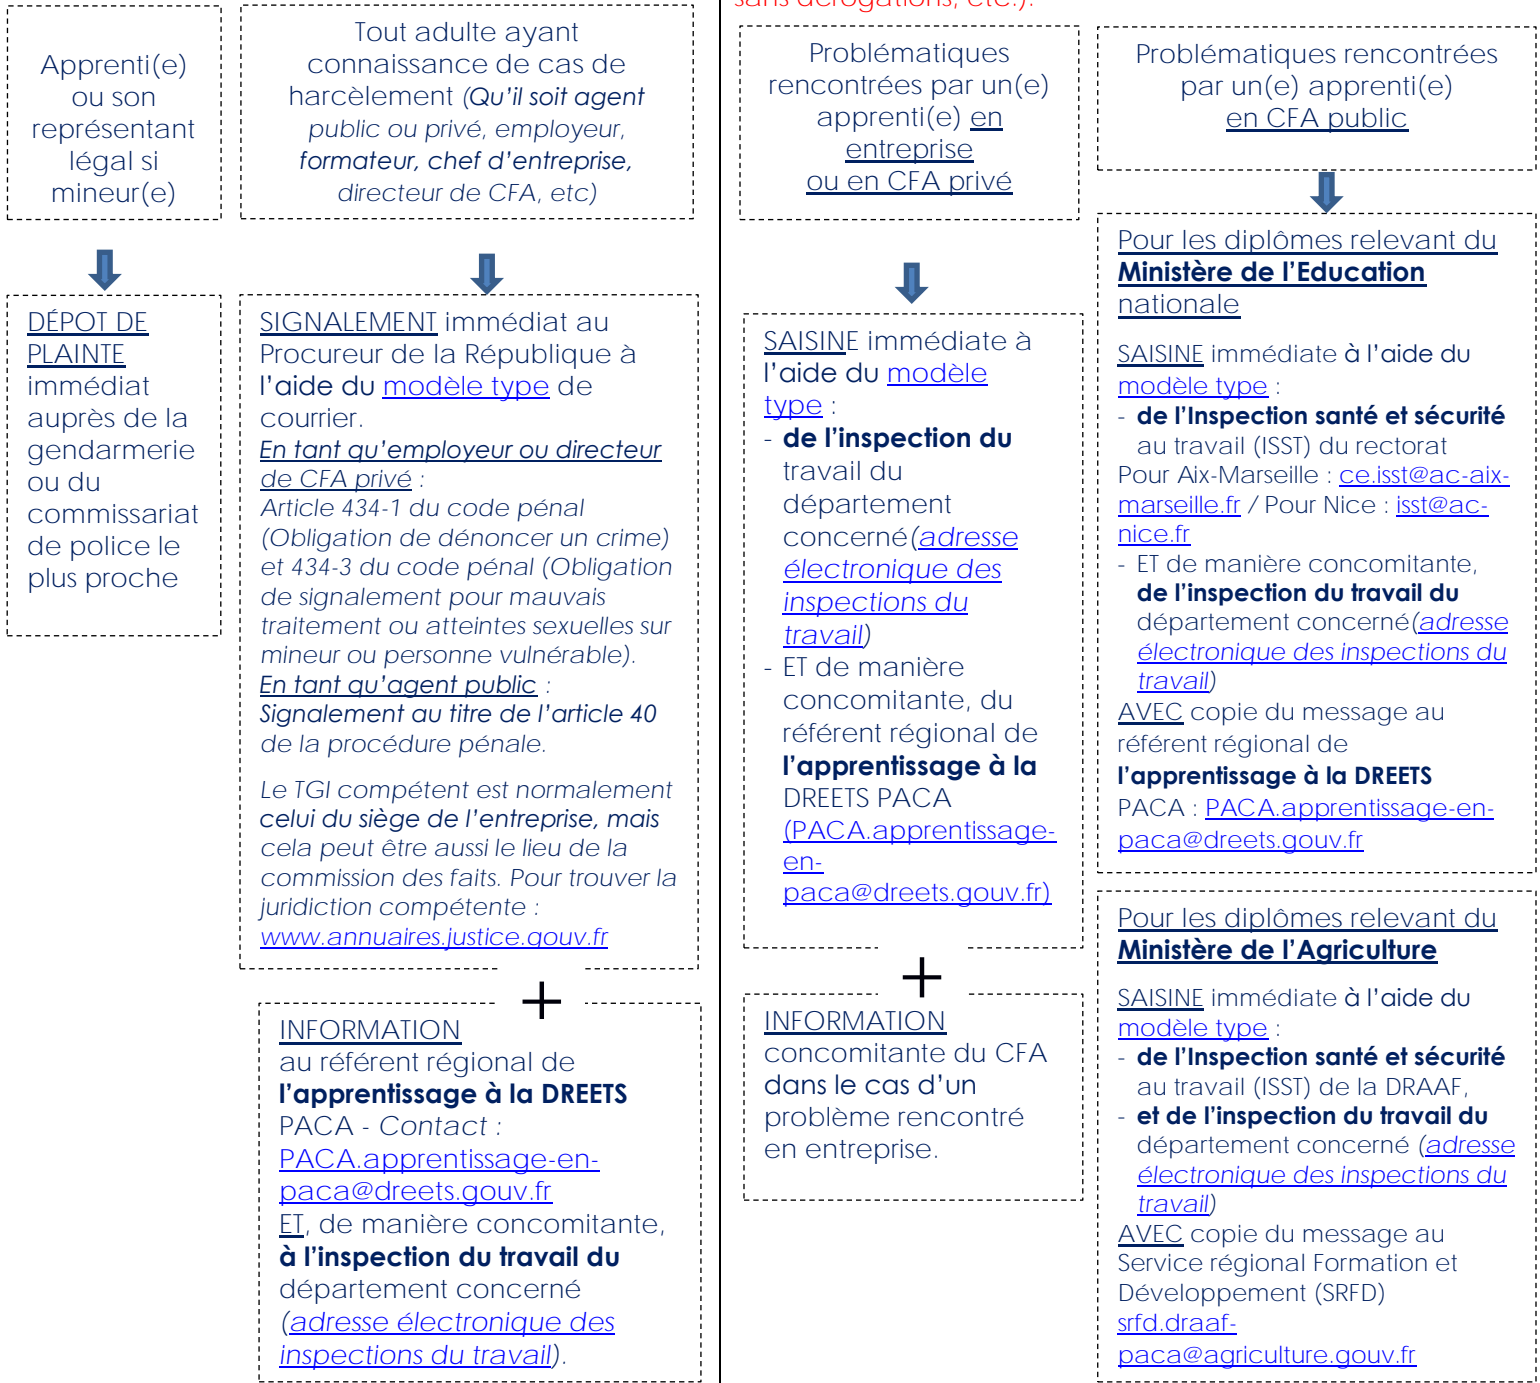 sans dérogations, etc.).
Apprenti(e)
ou son
représentant
légal si
mineur(e)
DÉPOT DE
PLAINTE
immédiat
auprès de la
gendarmerie
ou du
commissariat
de police le
plus proche
Tout adulte ayant
connaissance de cas de
harcèlement (Qu’il soit agent
public ou privé, employeur,
formateur, chef d’entreprise,
directeur de CFA, etc)
SIGNALEMENT immédiat au
Procureur de la République à
l’aide du modèle type de
courrier.
En tant qu’employeur ou directeur
de CFA privé :
Article 434-1 du code pénal
(Obligation de dénoncer un crime)
et 434-3 du code pénal (Obligation
de signalement pour mauvais
traitement ou atteintes sexuelles sur
mineur ou personne vulnérable).
En tant qu’agent public :
Signalement au titre de l’article 40
de la procédure pénale.
Le TGI compétent est normalement
celui du siège de l’entreprise, mais
cela peut être aussi le lieu de la
commission des faits. Pour trouver la
juridiction compétente :
www.annuaires.justice.gouv.fr
+
INFORMATION
au référent régional de
l’apprentissage à la DREETS
PACA - Contact :
PACA.apprentissage-en-
paca@dreets.gouv.fr
ET, de manière concomitante,
à l’inspection du travail du
département concerné
(adresse électronique des
inspections du travail).
Problématiques
rencontrées par un(e)
apprenti(e) en
entreprise
ou en CFA privé
SAISINE immédiate à
l’aide du modèle
type :
- de l’inspection du
travail du
département
concerné(adresse
électronique des
inspections du
travail)
- ET de manière
concomitante, du
référent régional de
l’apprentissage à la
DREETS PACA
(PACA.apprentissage-
en-
paca@dreets.gouv.fr)
+
INFORMATION
concomitante du CFA
dans le cas d’un
problème rencontré
en entreprise.
Problématiques rencontrées
par un(e) apprenti(e)
en CFA public
Pour les diplômes relevant du
Ministère de l’Education
nationale
SAISINE immédiate à l’aide du
modèle type :
- de l’Inspection santé et sécurité
au travail (ISST) du rectorat
Pour Aix-Marseille : ce.isst@ac-aix-
marseille.fr / Pour Nice : isst@ac-
nice.fr
- ET de manière concomitante,
de l’inspection du travail du
département concerné(adresse
électronique des inspections du
travail)
AVEC copie du message au
référent régional de
l’apprentissage à la DREETS
PACA : PACA.apprentissage-en-
paca@dreets.gouv.fr
Pour les diplômes relevant du
Ministère de l’Agriculture
SAISINE immédiate à l’aide du
modèle type :
- de l’Inspection santé et sécurité
au travail (ISST) de la DRAAF,
- et de l’inspection du travail du
département concerné (adresse
électronique des inspections du
travail)
AVEC copie du message au
Service régional Formation et
Développement (SRFD)
srfd.draaf-
paca@agriculture.gouv.fr